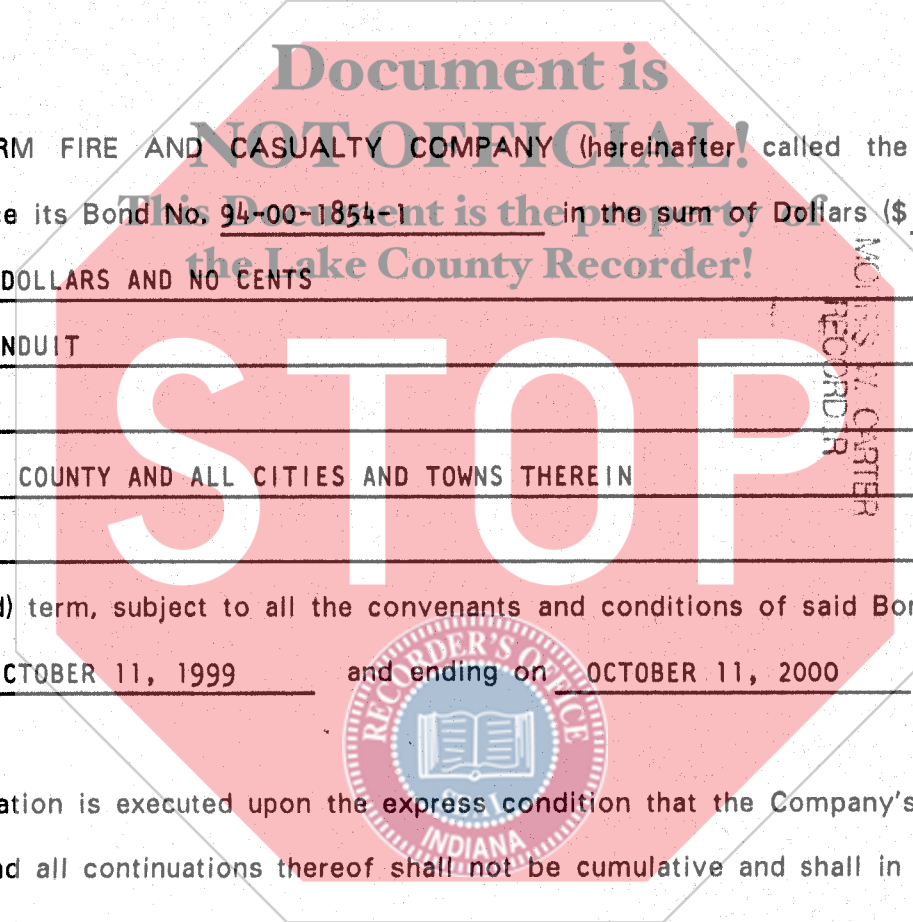 Document is
NOT OFFICIAL!
This Document is the property of
the Lake County Recorder!
RM FIRE AND CASUALTY COMPANY (hereinafter called the
e its Bond No. 94-00-1854-1 in the sum of Dollars ($
DOLLARS AND NO CENTS
NDUIT
COUNTY AND ALL CITIES AND TOWNS THEREIN
STOP
d) term, subject to all the convenants and conditions of said Bon
CTOBER 11, 1999 and ending on OCTOBER 11, 2000
ation is executed upon the express condition that the Company's
nd all continuations thereof shall not be cumulative and shall in
CARTER
RECORDER
RECORDER'S OFFICE
INDIANA